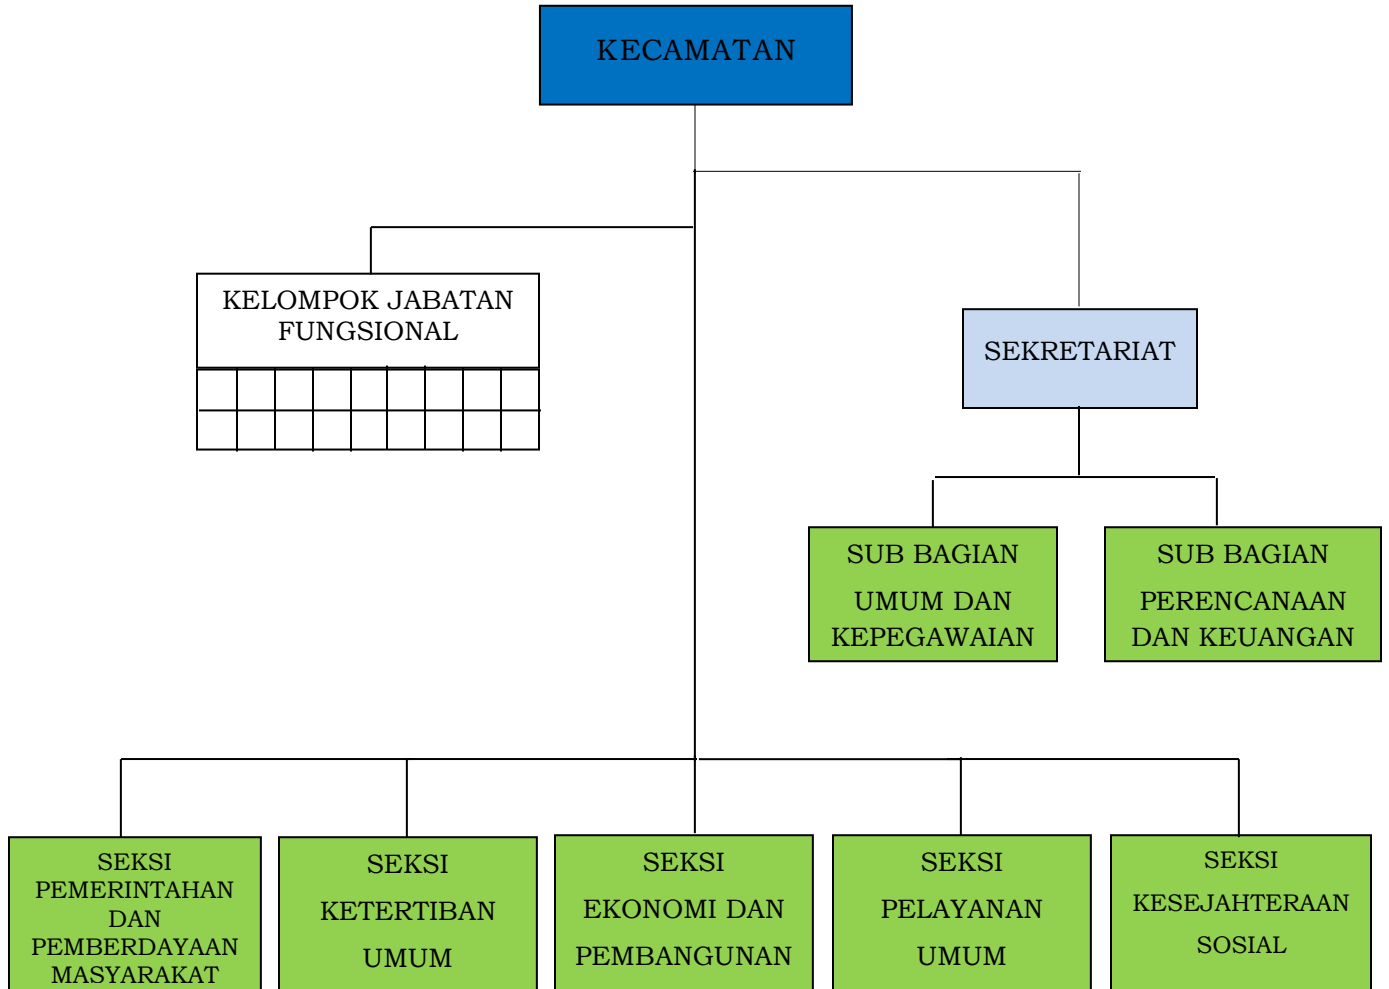 KECAMATAN
KELOMPOK JABATAN
FUNGSIONAL
SEKRETARIAT
SUB BAGIAN
UMUM DAN
KEPEGAWAIAN
SUB BAGIAN
PERENCANAAN
DAN KEUANGAN
SEKSI
PEMERINTAHAN
DAN
PEMBERDAYAAN
MASYARAKAT
SEKSI
KETERTIBAN
UMUM
SEKSI
EKONOMI DAN
PEMBANGUNAN
SEKSI
PELAYANAN
UMUM
SEKSI
KESEJAHTERAAN
SOSIAL